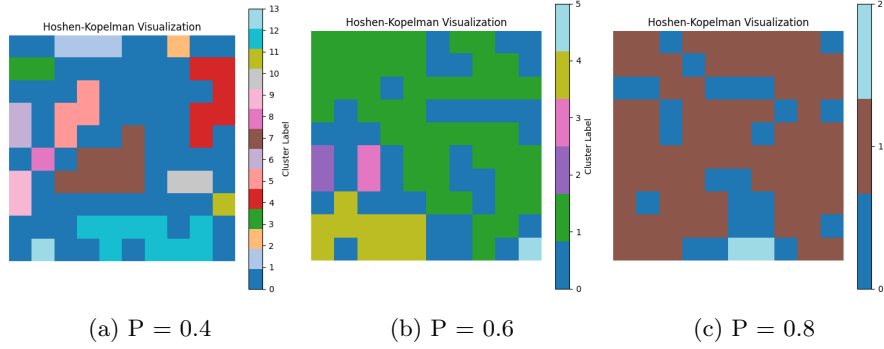 Hoshen-Kopelman Visualization
13
12
11
10
9
8
7
6
5
4
3
2
1
0
Cluster Label
Hoshen-Kopelman Visualization
5
4
3
2
1
0
Cluster Label
Hoshen-Kopelman Visualization
2
1
0
(a) P = 0.4
(b) P = 0.6
(c) P = 0.8